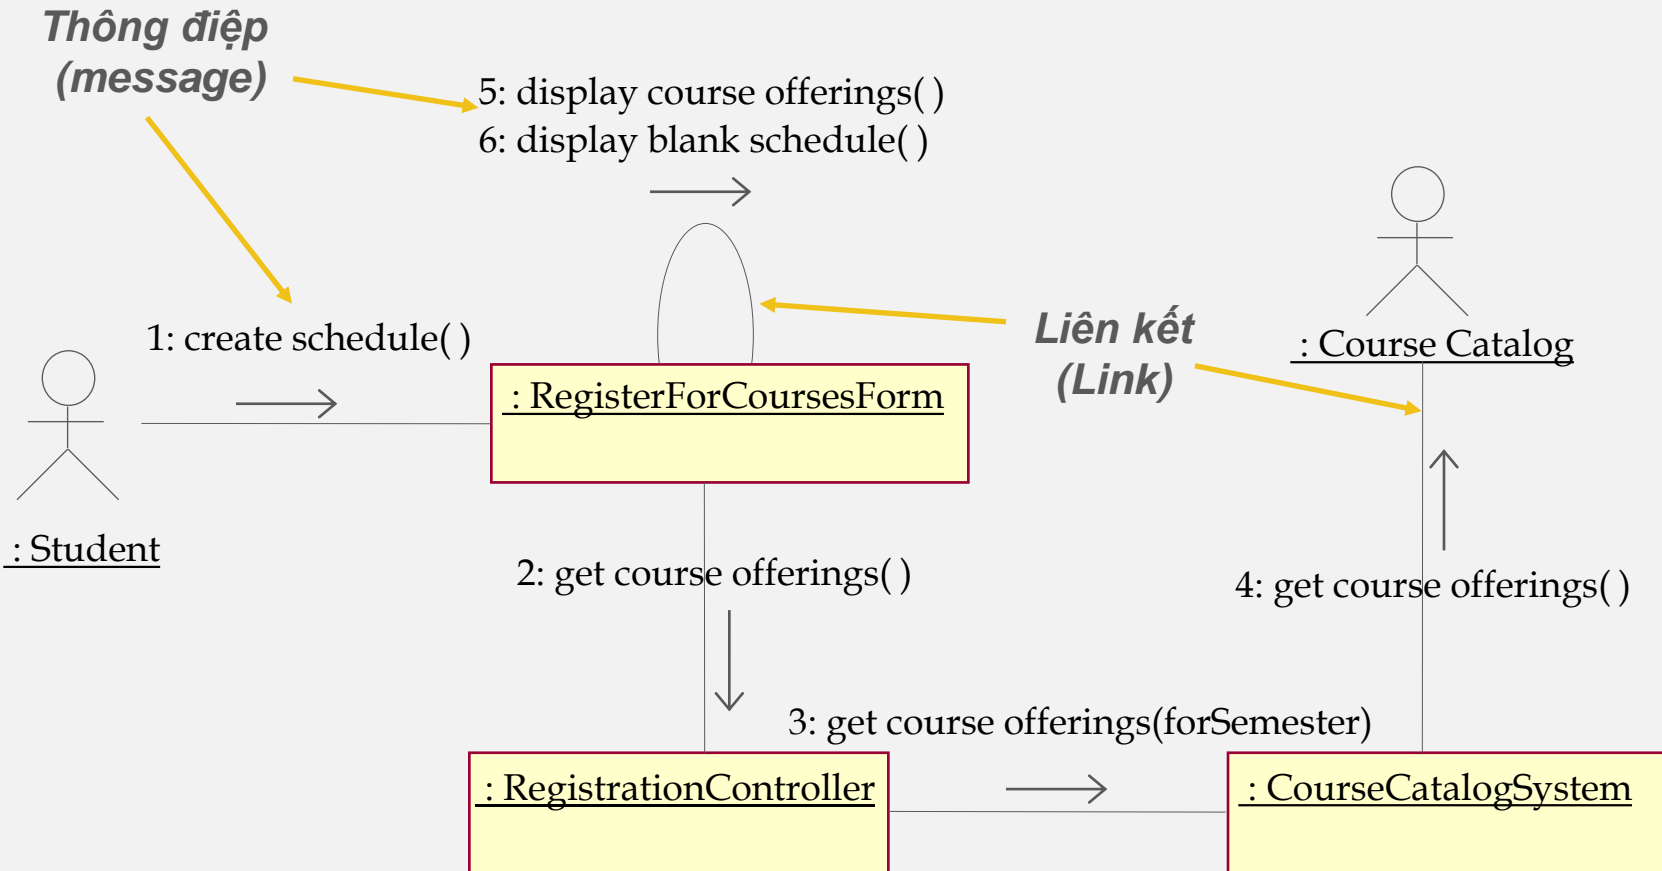 Thông điệp
(message)
5: display course offerings( )
6: display blank schedule( )
1: create schedule( )
Liên kết
(Link)
: Course Catalog
: RegisterForCoursesForm
: Student
2: get course offerings( )
4: get course offerings( )
3: get course offerings(forSemester)
: RegistrationController
: CourseCatalogSystem